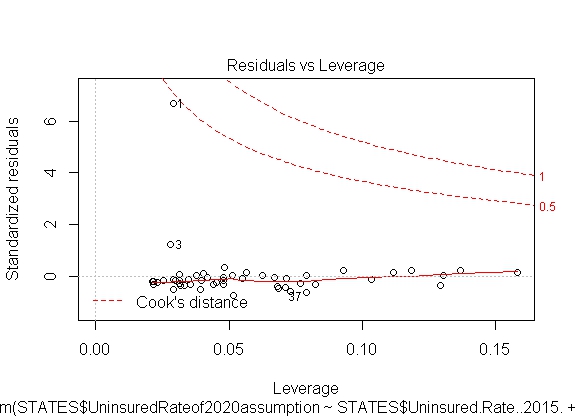 Residuals vs Leverage
Standardized residuals
6
4
2
0
1
3
37
1
0.5
Cook's distance
0.00
0.05
0.10
0.15
Leverage
m(STATES$UninsuredRateof2020assumption ~ STATES$Uninsured.Rate..2015. +